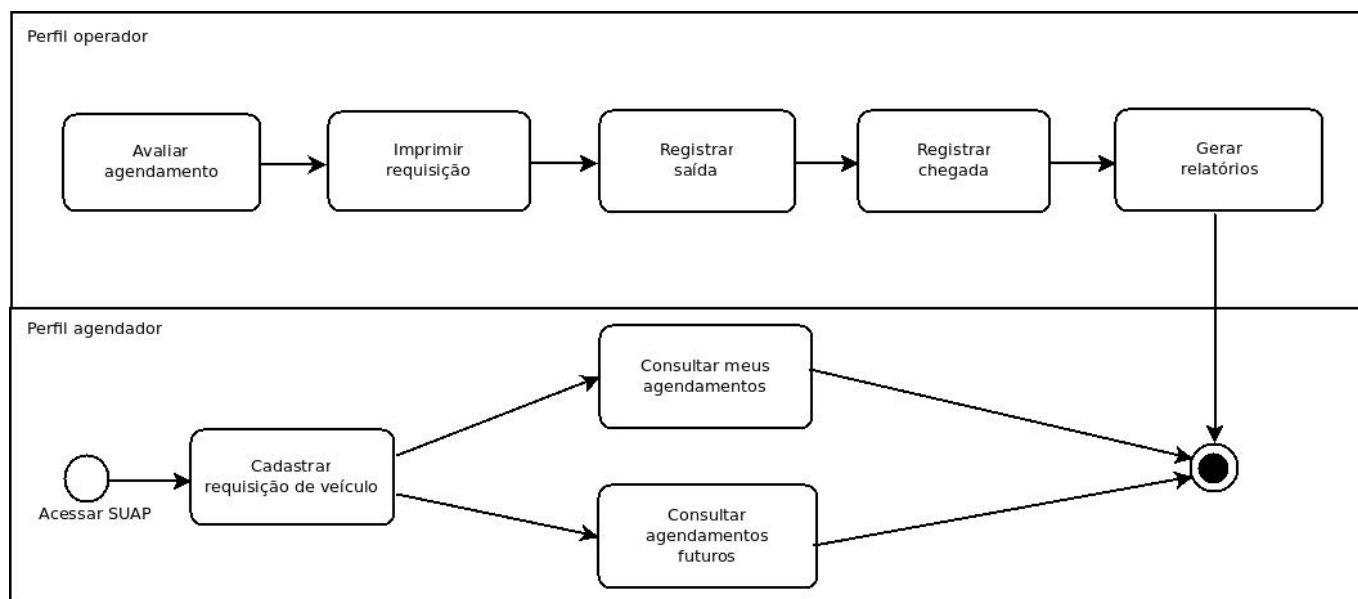 Perfil operador
Avaliar
agendamento
Imprimir
requisição
Registrar
saída
Registrar
chegada
Gerar
relatórios
Perfil agendador
Consultar meus
agendamentos
Cadastrar
requisição de veículo
Acessar SUAP
Consultar
agendamentos
futuros